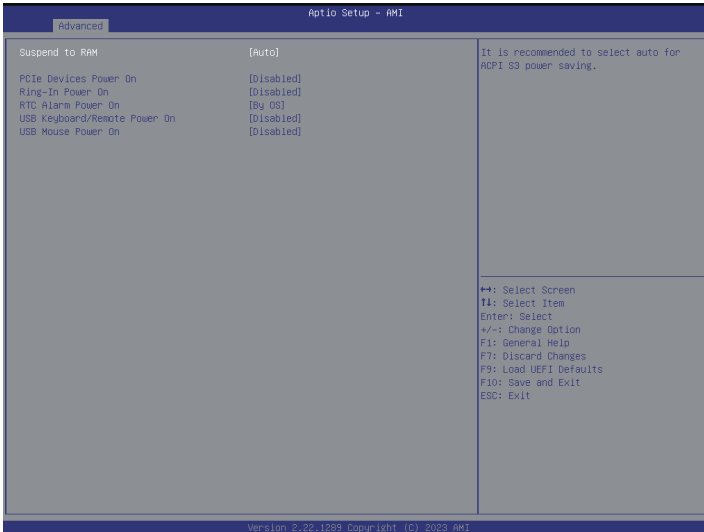 Aptio Setup – AMI
Advanced
Suspend to RAM [Auto]
PCIe Devices Power On [Disabled]
Ring-In Power On [Disabled]
RTC Alarm Power On [By OS]
USB Keyboard/Remote Power On [Disabled]
USB Mouse Power On [Disabled]
It is recommended to select auto for
ACPI S3 power saving.
↔: Select Screen
↑↓: Select Item
Enter: Select
+/-: Change Option
F1: General Help
F7: Discard Changes
F9: Load UEFI Defaults
F10: Save and Exit
ESC: Exit
Version 2.22.1289 Copyright (C) 2023 AMI